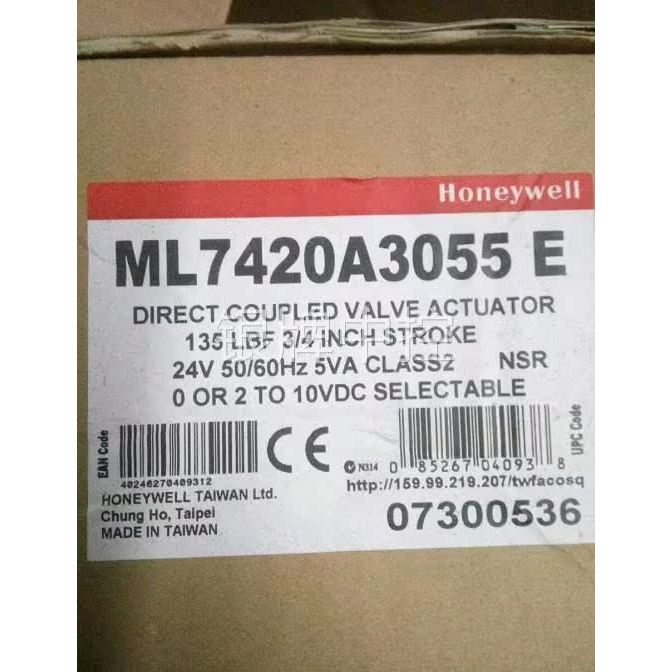 Honeywell
ML7420A3055 E
DIRECT COUPLED VALVE ACTUATOR
135 LBF 3/4 INCH STROKE
24V 50/60Hz 5VA CLASS2 NSR
0 OR 2 TO 10VDC SELECTABLE
EAN Code
40246270409312
CE
N314
0 85267 04093 8
UPC Code
http://159.99.219.207/twfacosq
HONEYWELL TAIWAN Ltd.
Chung Ho, Taipei
MADE IN TAIWAN
07300536